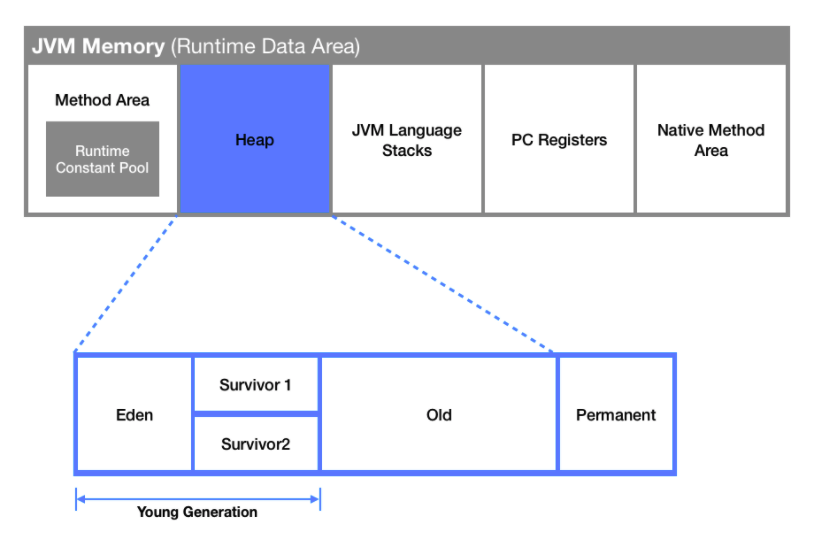 JVM Memory (Runtime Data Area)
Method Area
Runtime
Constant Pool
Heap
JVM Language
Stacks
PC Registers
Native Method
Area
Eden
Survivor 1
Survivor2
Old
Permanent
Young Generation